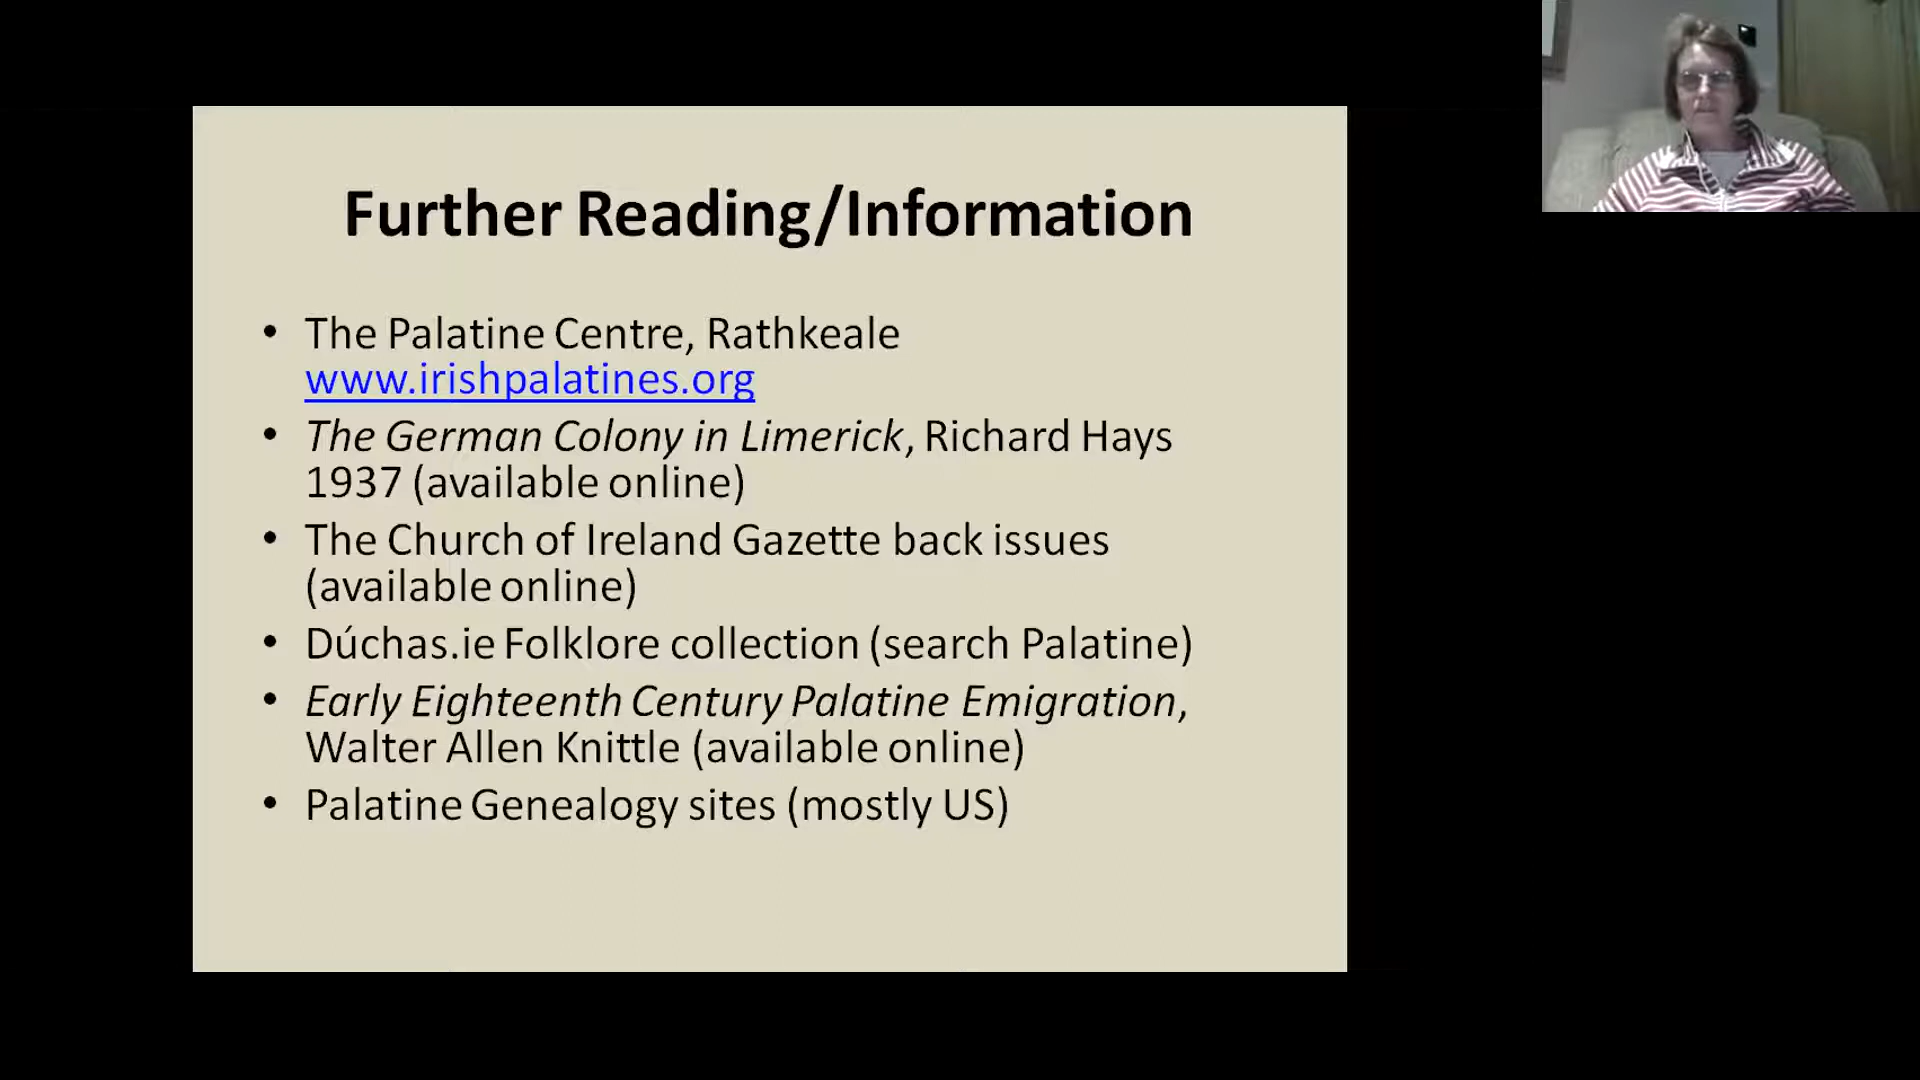 Further Reading/Information
• The Palatine Centre, Rathkeale
www.irishpalatines.org
• The German Colony in Limerick, Richard Hays
1937 (available online)
• The Church of Ireland Gazette back issues
(available online)
• Dúchas.ie Folklore collection (search Palatine)
• Early Eighteenth Century Palatine Emigration,
Walter Allen Knittle (available online)
• Palatine Genealogy sites (mostly US)